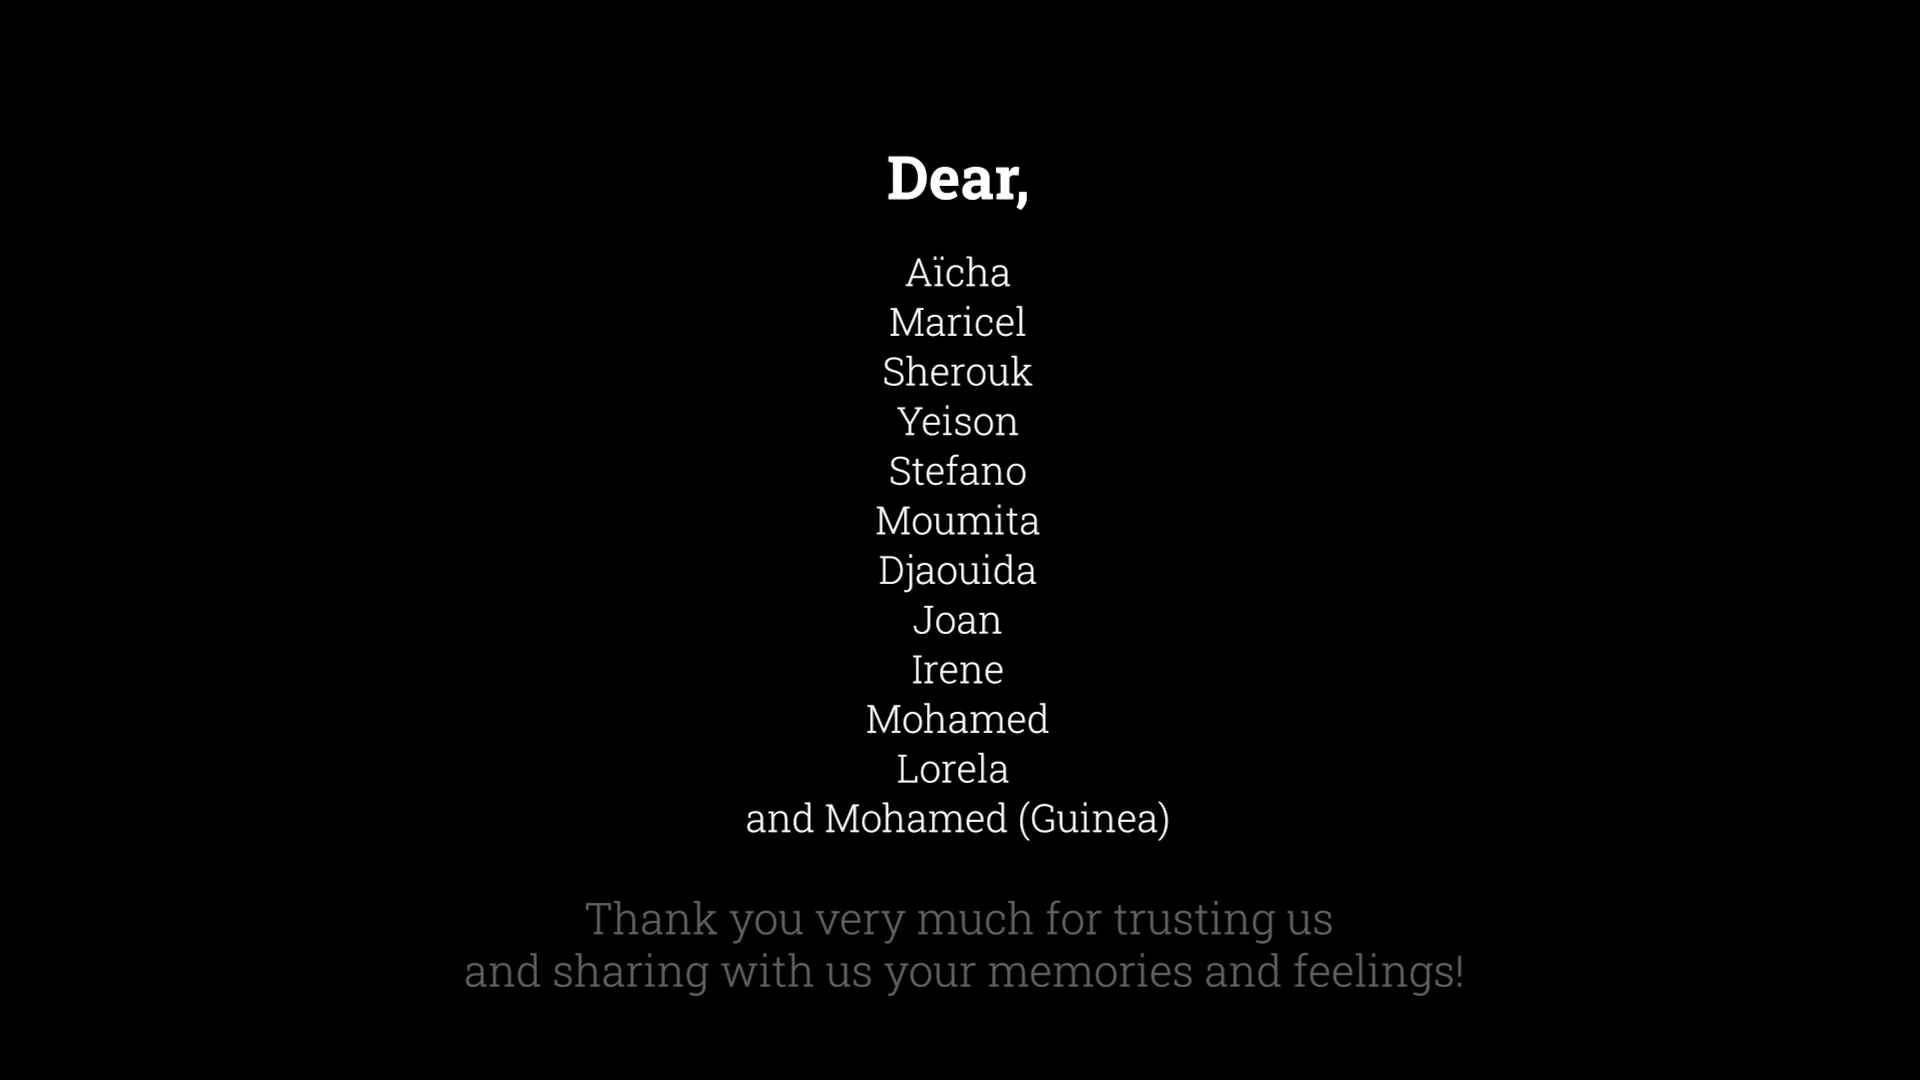 Dear,
Aïcha
Maricel
Sherouk
Yeison
Stefano
Moumita
Djaouida
Joan
Irene
Mohamed
Lorela
and Mohamed (Guinea)
Thank you very much for trusting us
and sharing with us your memories and feelings!